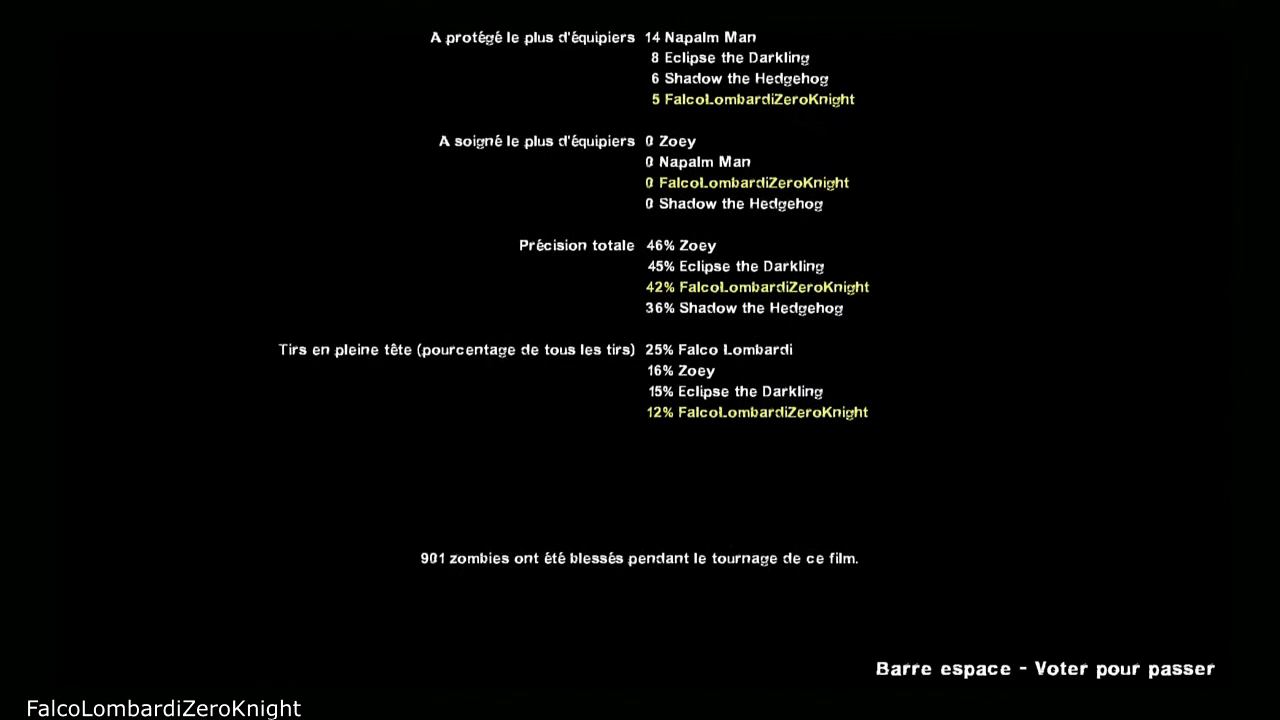 A protégé le plus d'équipiers 14 Napalm Man
8 Eclipse the Darkling
6 Shadow the Hedgehog
5 FalcoLombardiZeroKnight
A soigné le plus d'équipiers 0 Zoey
0 Napalm Man
0 FalcoLombardiZeroKnight
0 Shadow the Hedgehog
Précision totale 46% Zoey
45% Eclipse the Darkling
42% FalcoLombardiZeroKnight
36% Shadow the Hedgehog
Tirs en pleine tête (pourcentage de tous les tirs) 25% Falco Lombardi
16% Zoey
15% Eclipse the Darkling
12% FalcoLombardiZeroKnight
901 zombies ont été blessés pendant le tournage de ce film.
Barre espace - Voter pour passer
FalcoLombardiZeroKnight